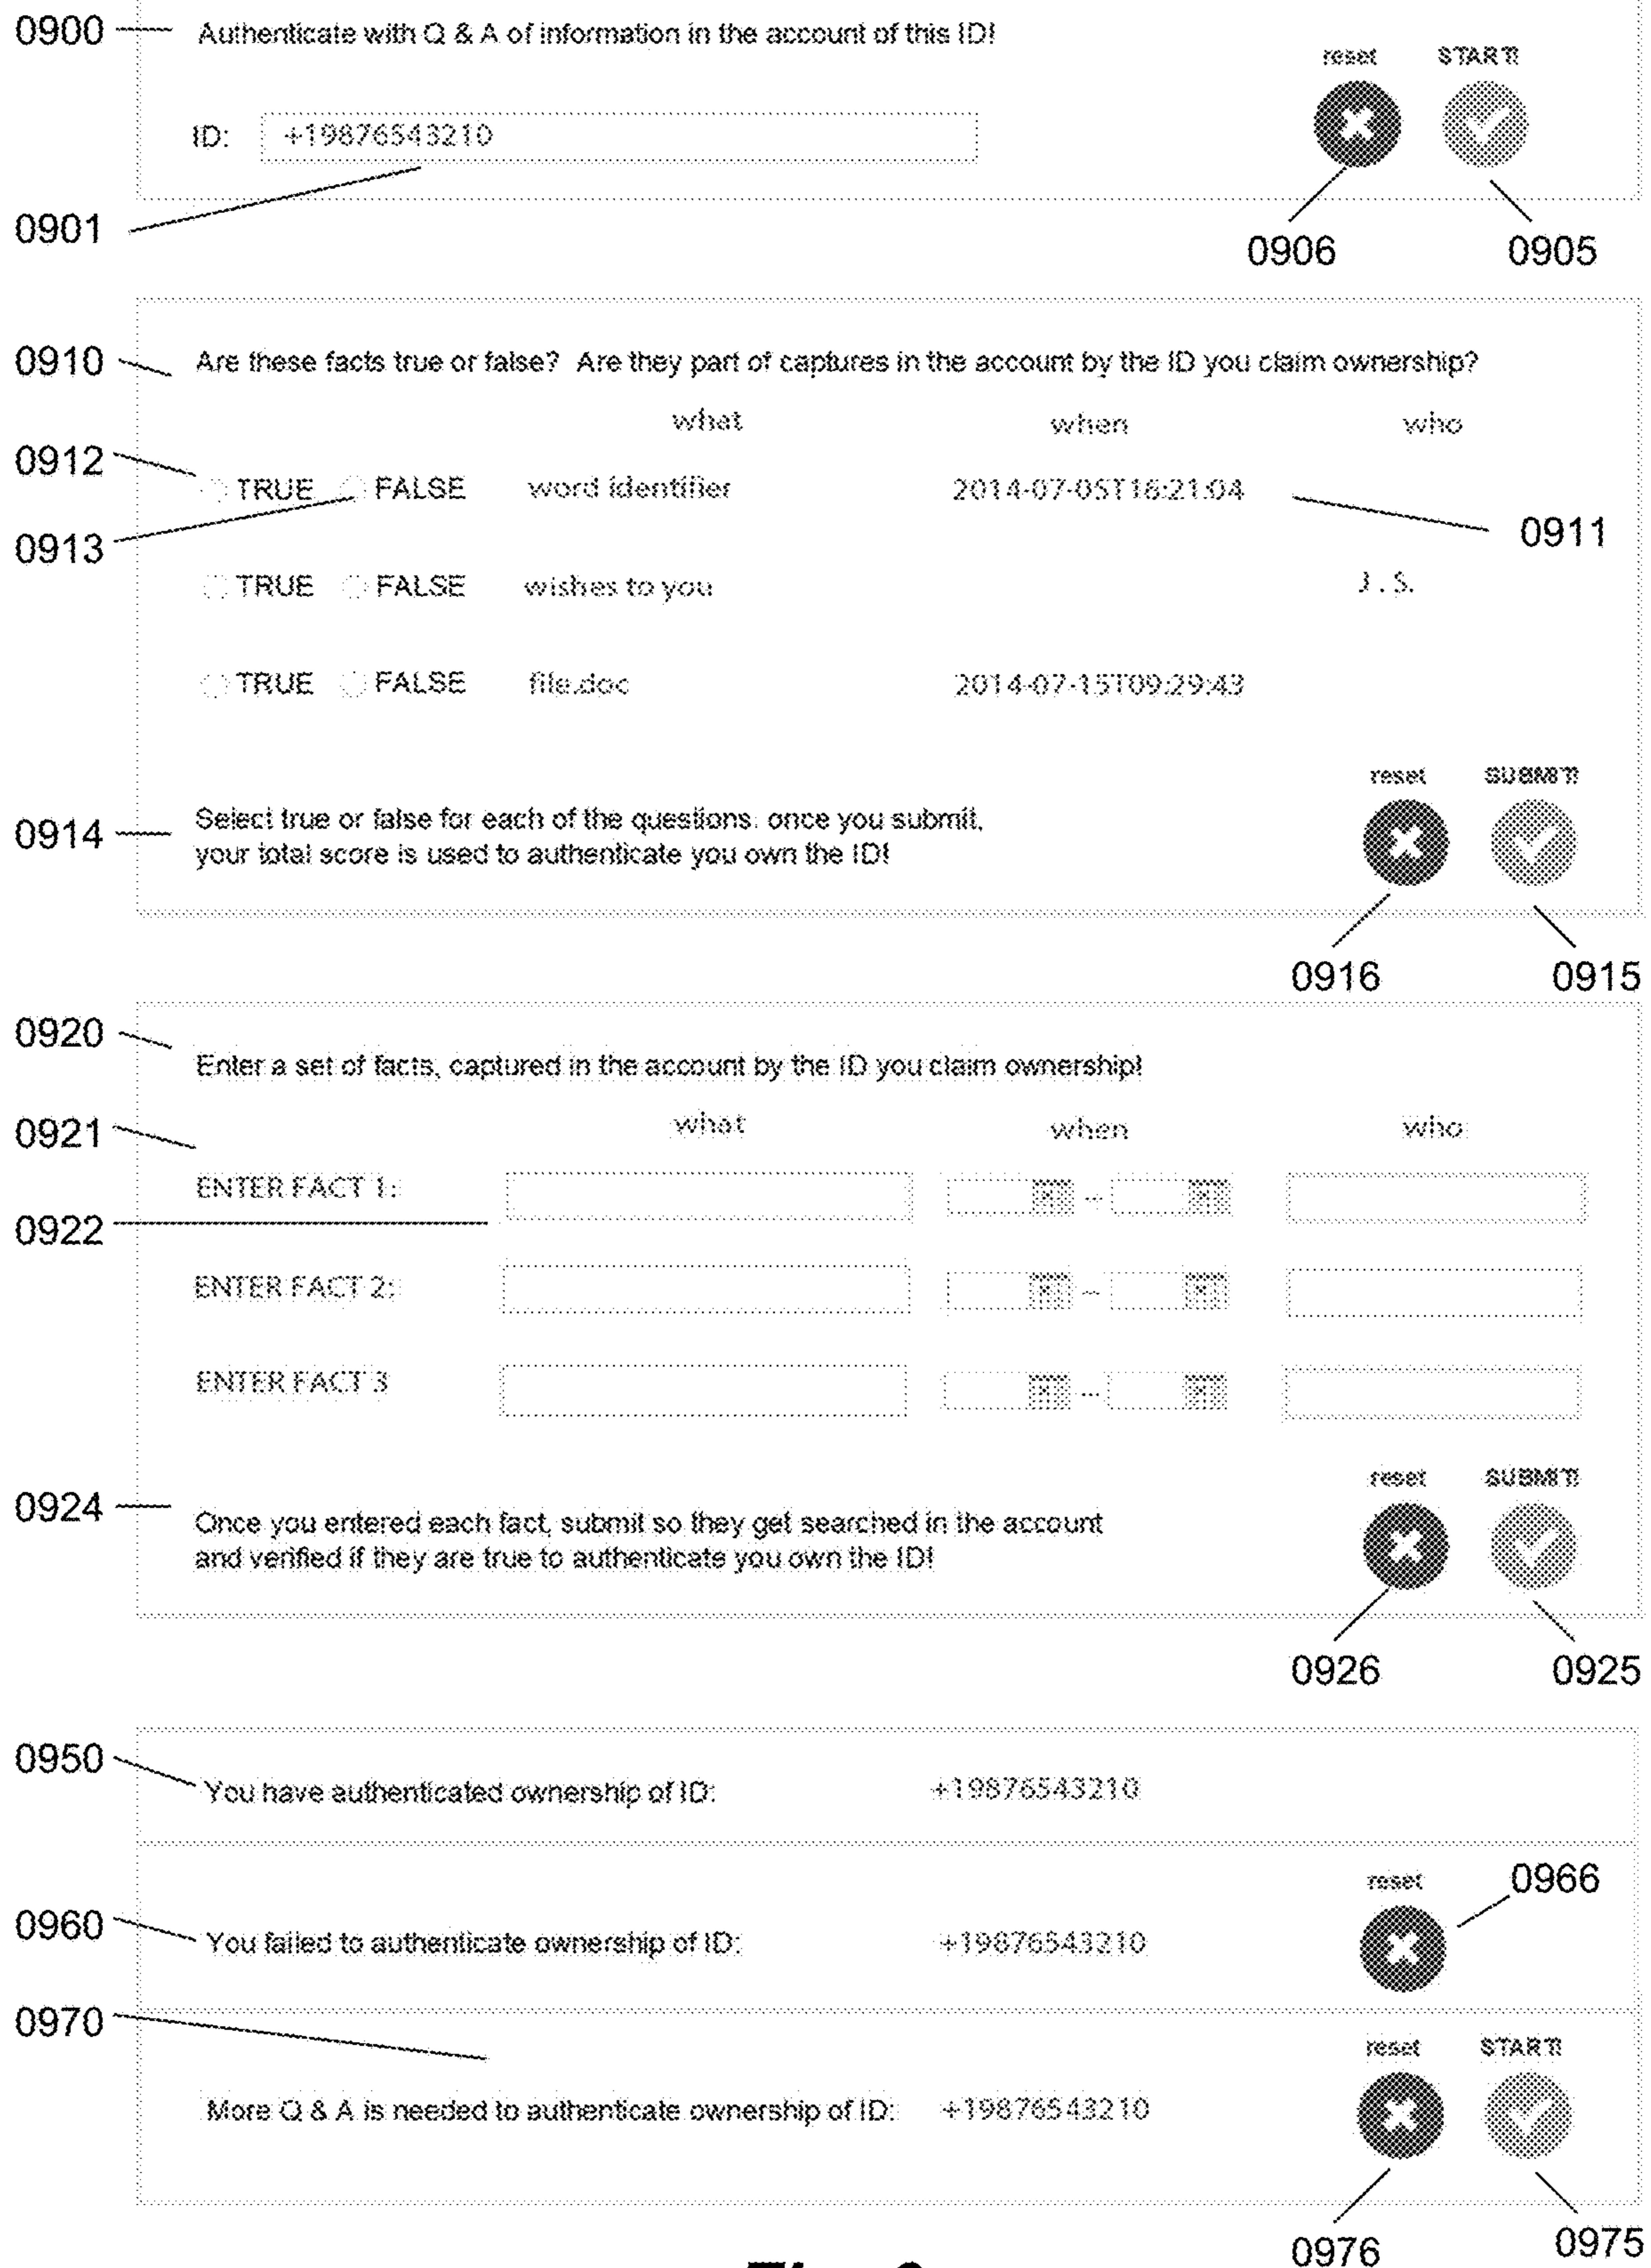 0900 Authenticate with Q & A of information in the account of this ID!
reset START!
ID: +19876543210
0901
0906 0905
0910 Are these facts true or false? Are they part of captures in the account by the ID you claim ownership?
what when who
0912
TRUE FALSE word identifier 2014-07-05T16:21:04
0913 0911
TRUE FALSE wishes to you J.S.
TRUE FALSE file.doc 2014-07-15T09:29:43
reset SUBMIT!
0914 Select true or false for each of the questions. once you submit,
your total score is used to authenticate you own the ID!
0916 0915
0920
Enter a set of facts, captured in the account by the ID you claim ownership!
0921 what when who
ENTER FACT 1:
0922
ENTER FACT 2:
ENTER FACT 3
reset SUBMIT!
0924 Once you entered each fact, submit so they get searched in the account
and verified if they are true to authenticate you own the ID!
0926 0925
0950
You have authenticated ownership of ID: +19876543210
reset 0966
0960 You failed to authenticate ownership of ID: +19876543210
0970
reset START!
More Q & A is needed to authenticate ownership of ID: +19876543210
0976 0975